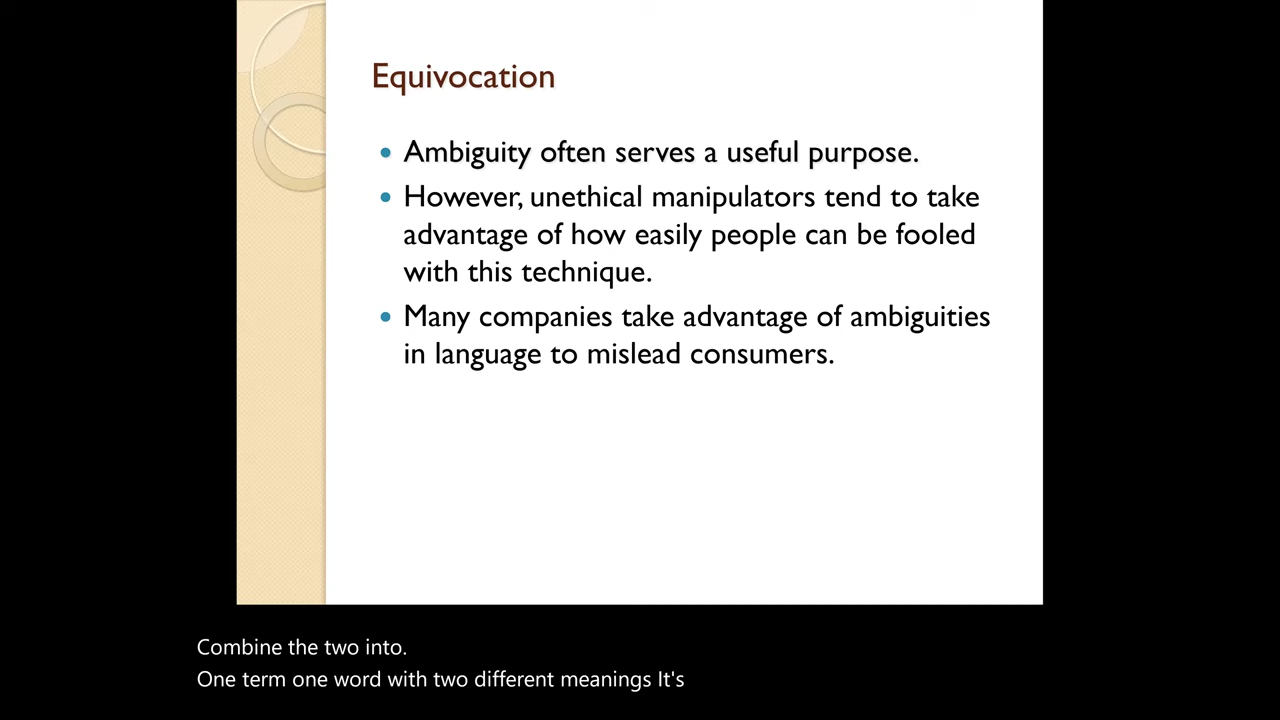 Equivocation
• Ambiguity often serves a useful purpose.
• However, unethical manipulators tend to take
advantage of how easily people can be fooled
with this technique.
• Many companies take advantage of ambiguities
in language to mislead consumers.
Combine the two into.
One term one word with two different meanings It's